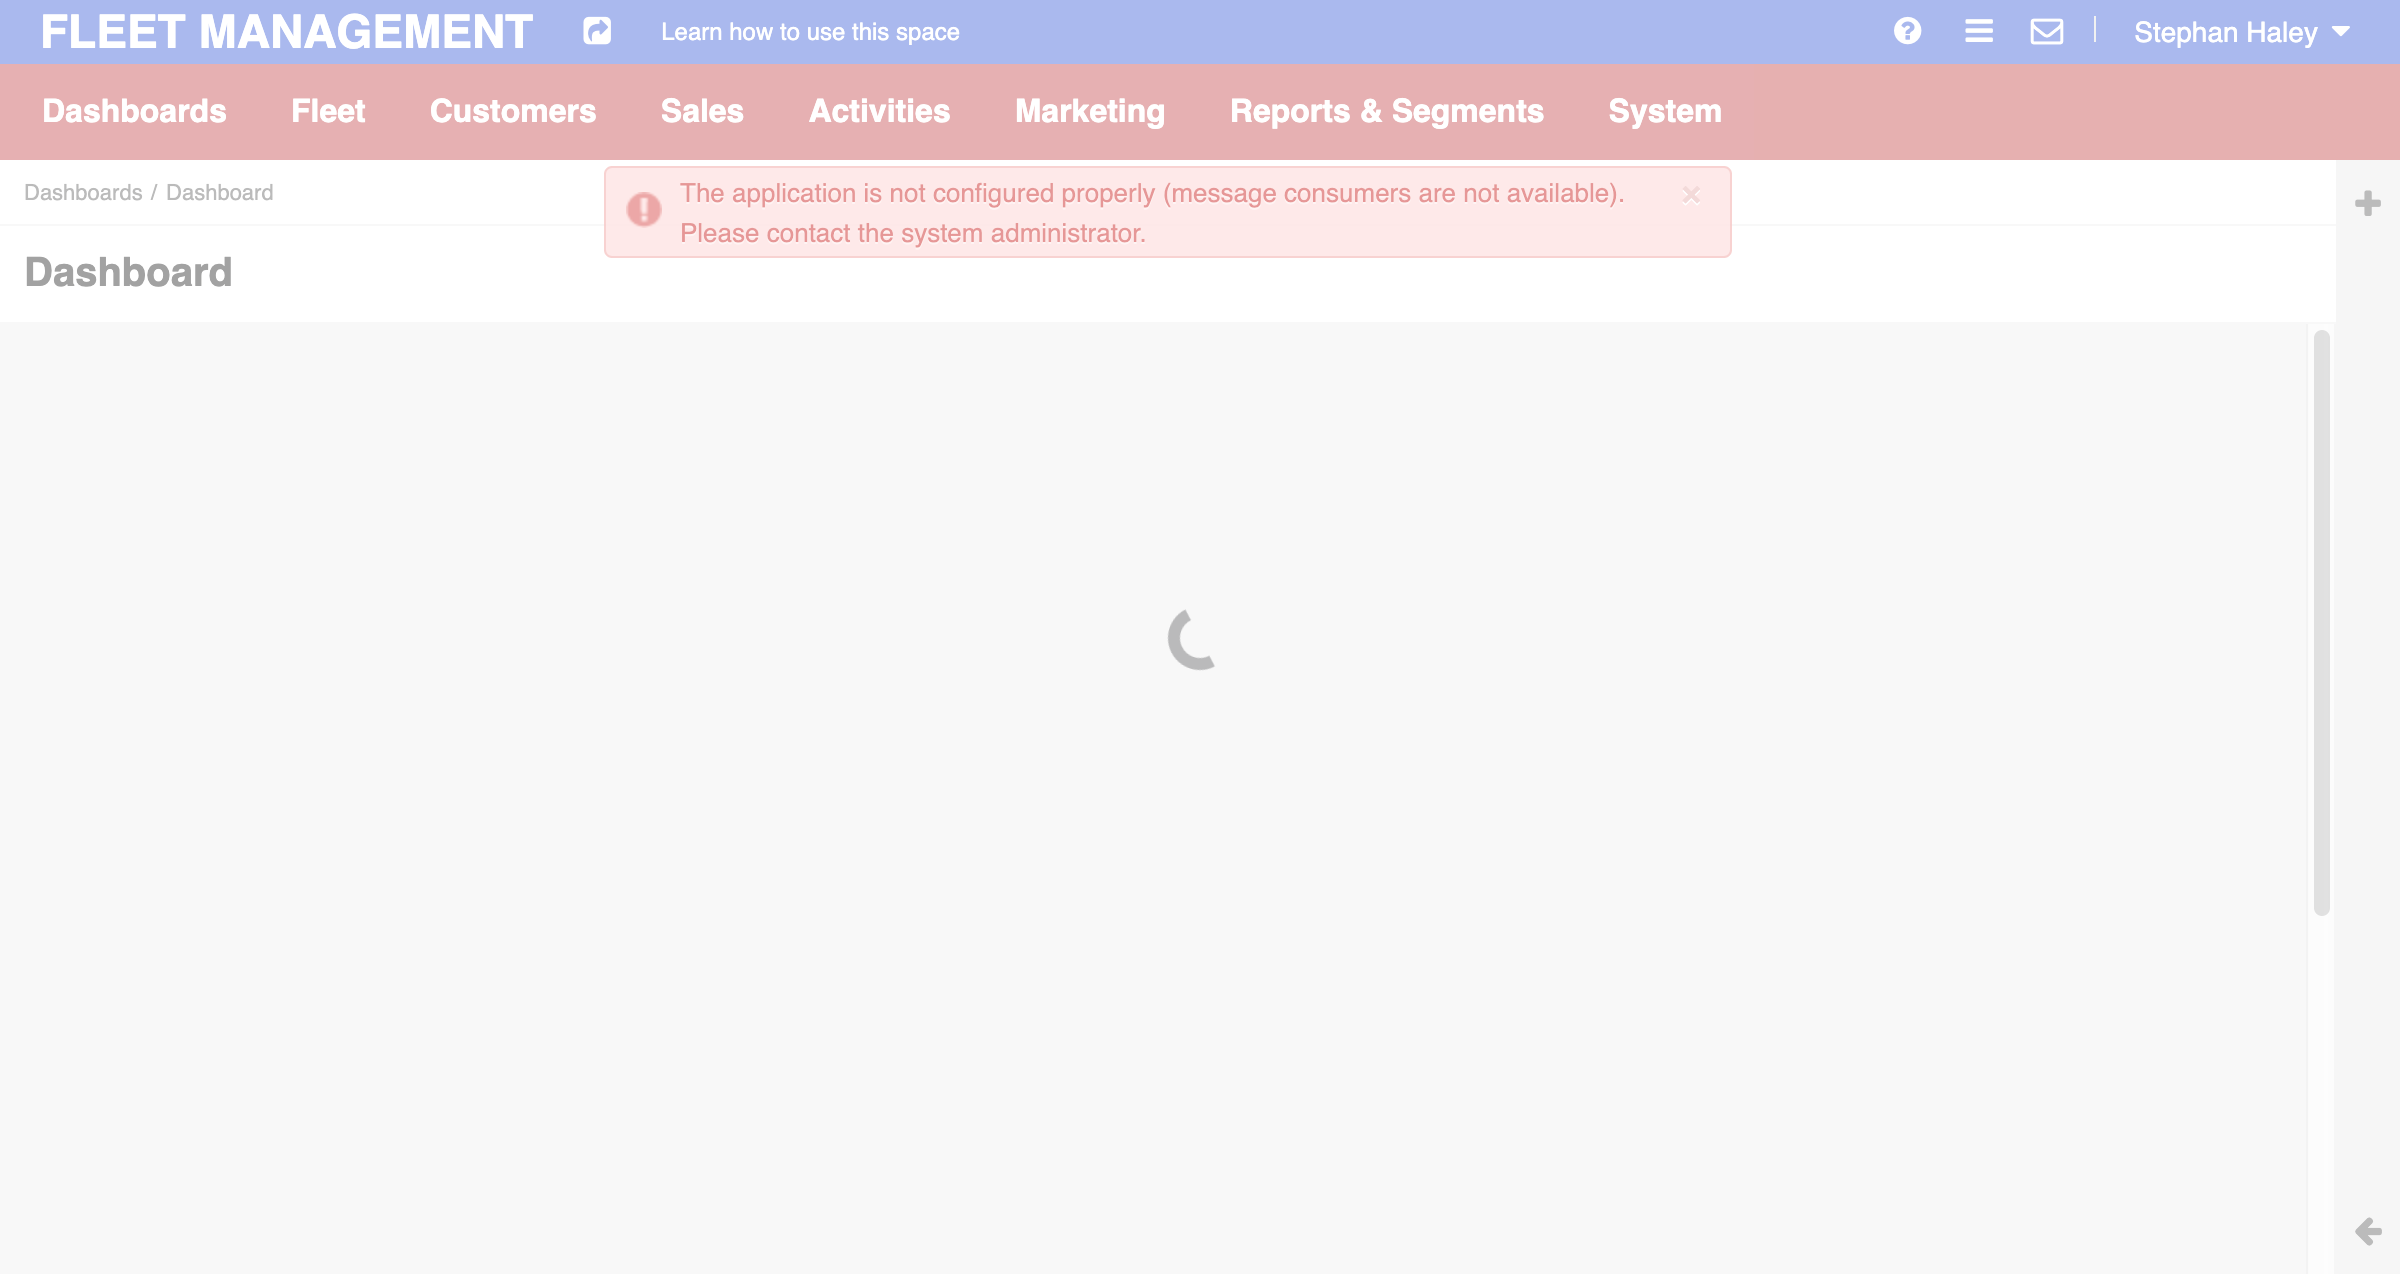 FLEET MANAGEMENT
Learn how to use this space
Stephan Haley
Dashboards Fleet Customers Sales Activities Marketing Reports & Segments System
Dashboards / Dashboard
The application is not configured properly (message consumers are not available).
Please contact the system administrator.
Dashboard